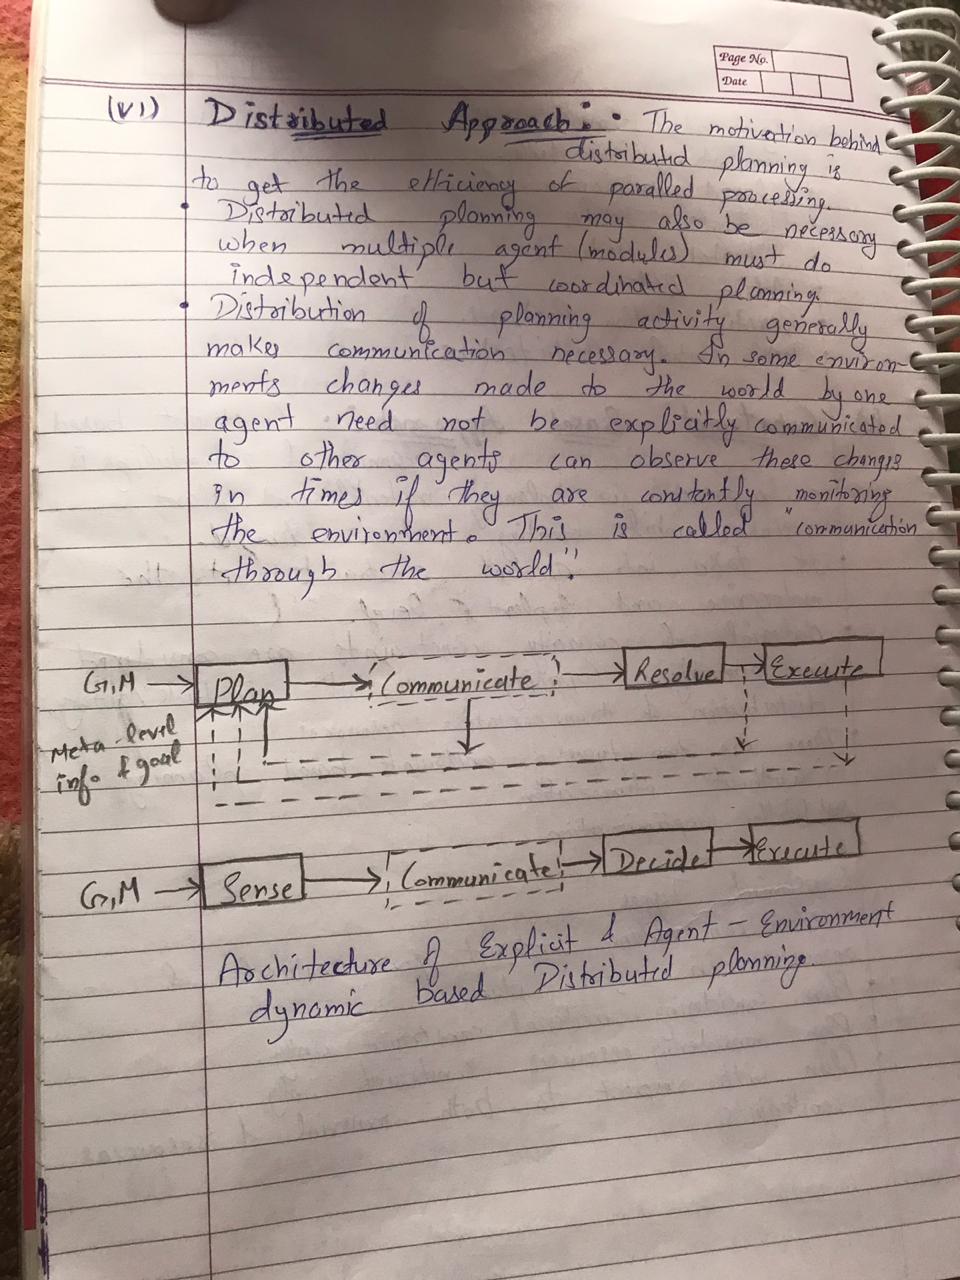 Page No.
Date
(vi) Distributed Approach :• The motivation behind
distributed planning is
to get the efficiency of paralled processing.
• Distributed planning may also be necessary
when multiple agent (modules) must do
independent but coordinated planning.
• Distribution of planning activity generally
makes communication necessary. In some environ-
ments changes made to the world by one
agent need not be explicitly communicated
to other agents can observe these changes
in times if they are constantly monitoring
the environment. This is called "communication
through the world".
G,M Plan Communicate Resolve Execute
Meta-level
info & goal
G,M Sense Communicate Decide Execute
Architecture of Explicit & Agent - Environment
dynamic based Distributed planning.